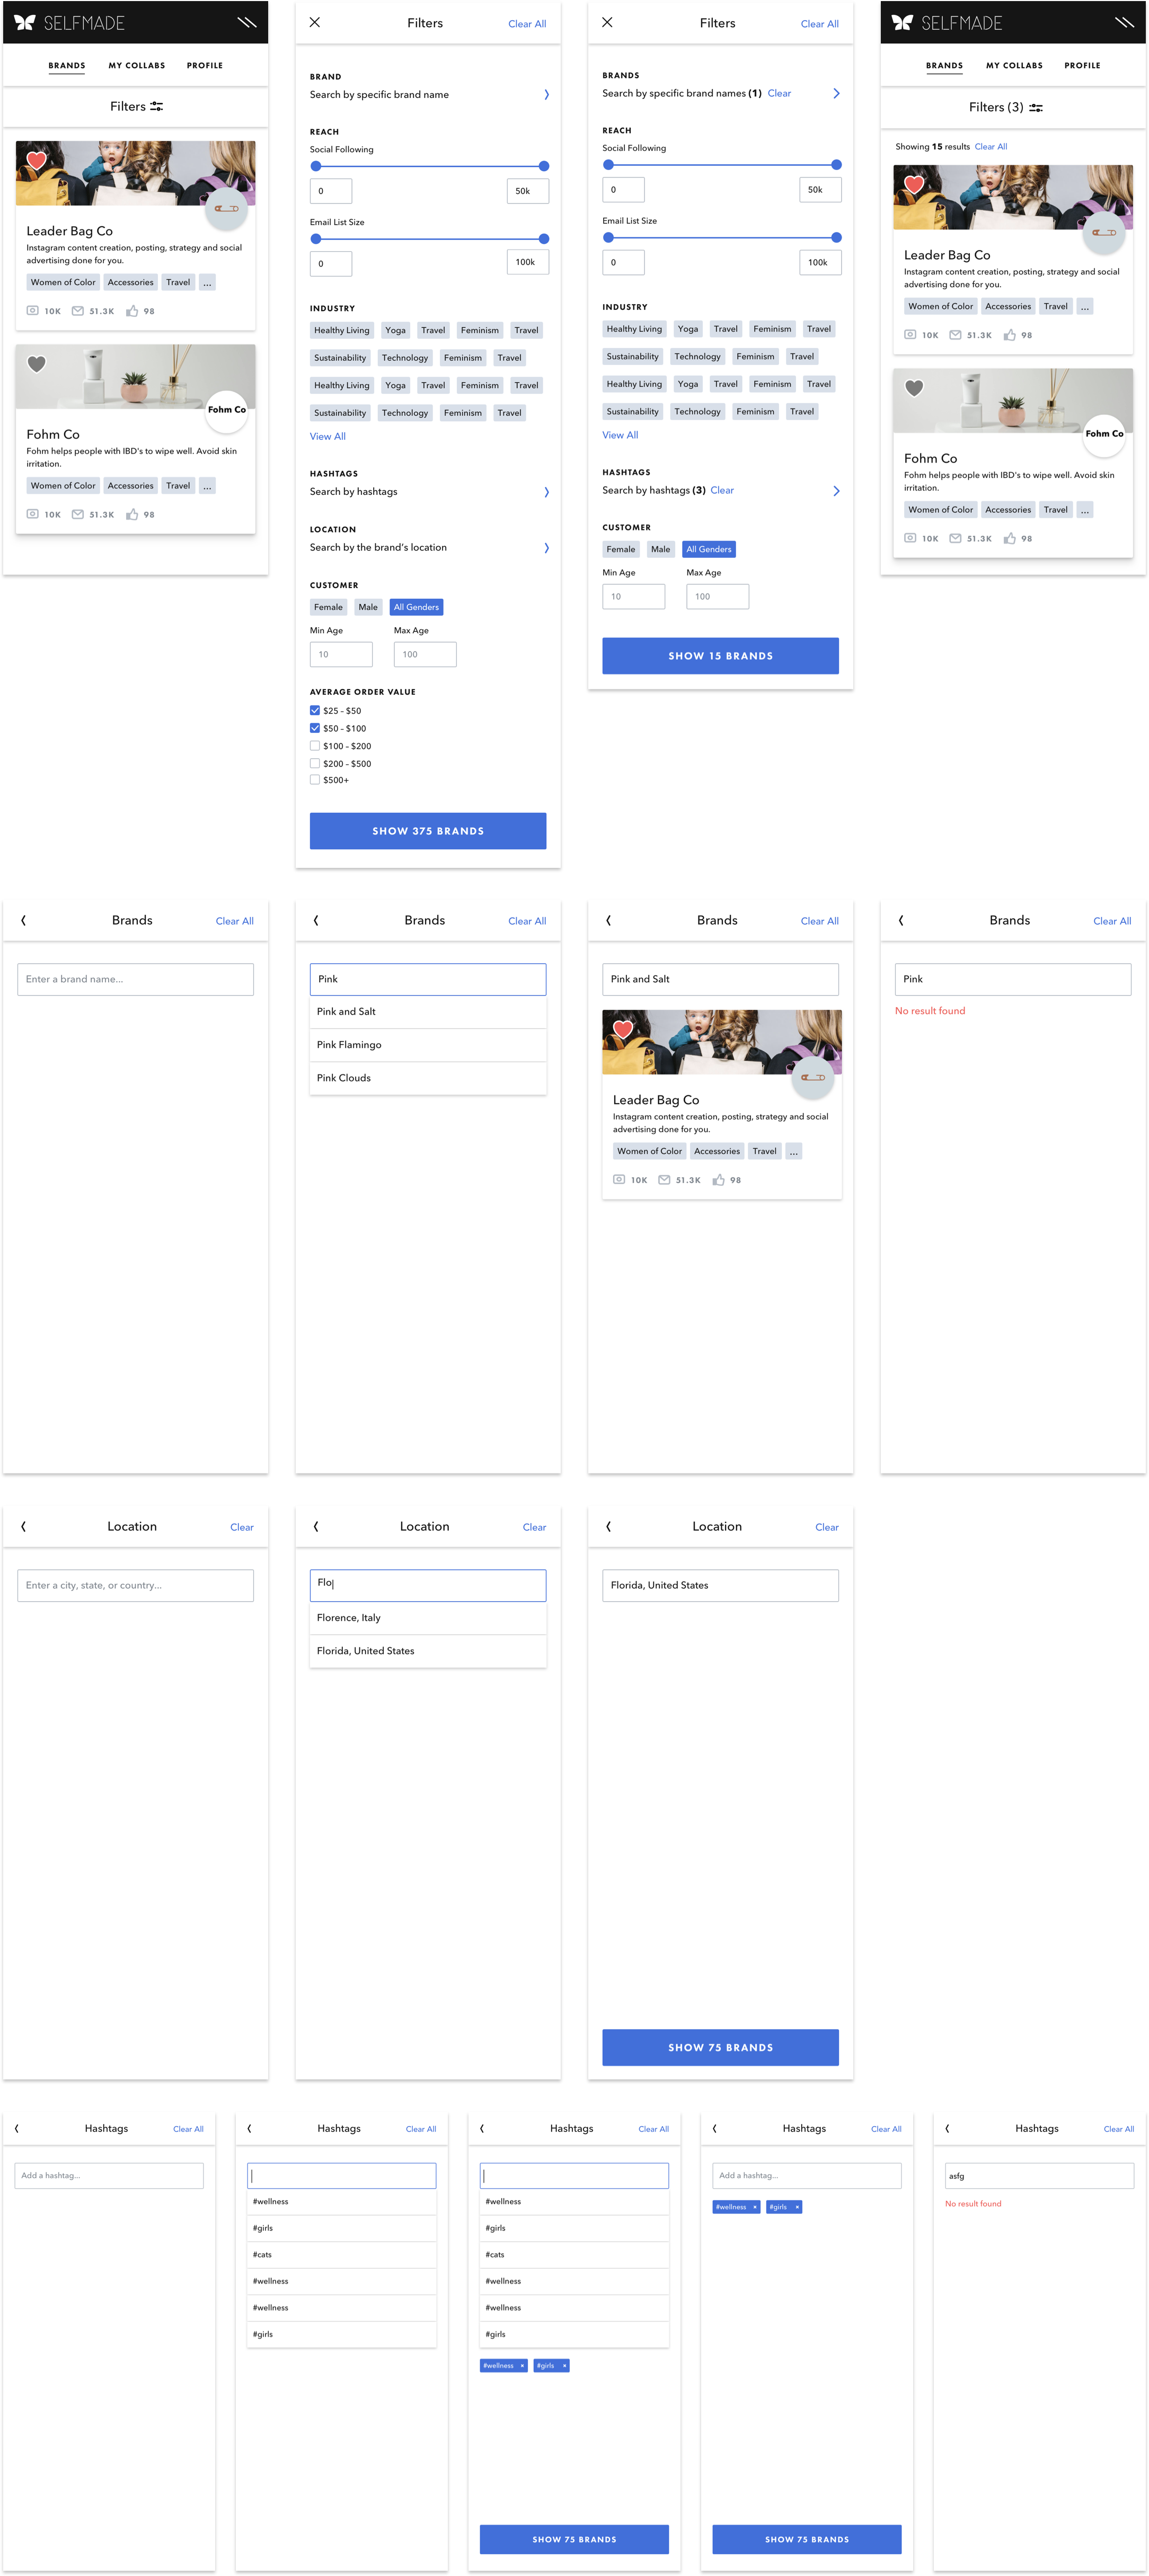 SELFMADE
BRANDS MY COLLABS PROFILE
Filters
Leader Bag Co
Instagram content creation, posting, strategy and social
advertising done for you.
Women of Color Accessories Travel ...
10K 51.3K 98
Fohm Co
Fohm Co
Fohm helps people with IBD's to wipe well. Avoid skin
irritation.
Women of Color Accessories Travel ...
10K 51.3K 98
Filters Clear All
BRAND
Search by specific brand name
REACH
Social Following
0 50k
Email List Size
0 100k
INDUSTRY
Healthy Living Yoga Travel Feminism Travel
Sustainability Technology Feminism Travel
Healthy Living Yoga Travel Feminism Travel
Sustainability Technology Feminism Travel
View All
HASHTAGS
Search by hashtags
LOCATION
Search by the brand's location
CUSTOMER
Female Male All Genders
Min Age Max Age
10 100
AVERAGE ORDER VALUE
$25 – $50
$50 – $100
$100 – $200
$200 – $500
$500+
SHOW 375 BRANDS
Filters Clear All
BRANDS
Search by specific brand names (1) Clear
REACH
Social Following
0 50k
Email List Size
0 100k
INDUSTRY
Healthy Living Yoga Travel Feminism Travel
Sustainability Technology Feminism Travel
Healthy Living Yoga Travel Feminism Travel
Sustainability Technology Feminism Travel
View All
HASHTAGS
Search by hashtags (3) Clear
CUSTOMER
Female Male All Genders
Min Age Max Age
10 100
SHOW 15 BRANDS
SELFMADE
BRANDS MY COLLABS PROFILE
Filters (3)
Showing 15 results Clear All
Leader Bag Co
Instagram content creation, posting, strategy and social
advertising done for you.
Women of Color Accessories Travel ...
10K 51.3K 98
Fohm Co
Fohm Co
Fohm helps people with IBD's to wipe well. Avoid skin
irritation.
Women of Color Accessories Travel ...
10K 51.3K 98
Brands Clear All
Enter a brand name...
Brands Clear All
Pink
Pink and Salt
Pink Flamingo
Pink Clouds
Brands Clear All
Pink and Salt
Leader Bag Co
Instagram content creation, posting, strategy and social
advertising done for you.
Women of Color Accessories Travel ...
10K 51.3K 98
Brands Clear All
Pink
No result found
Location Clear
Enter a city, state, or country...
Location Clear
Flo
Florence, Italy
Florida, United States
Location Clear
Florida, United States
SHOW 75 BRANDS
Hashtags Clear All
Add a hashtag...
Hashtags Clear All
#wellness
#girls
#cats
#wellness
#wellness
#girls
Hashtags Clear All
#wellness
#girls
#cats
#wellness
#wellness
#girls
#wellness × #girls ×
SHOW 75 BRANDS
Hashtags Clear All
Add a hashtag...
#wellness × #girls ×
SHOW 75 BRANDS
Hashtags Clear All
asfg
No result found